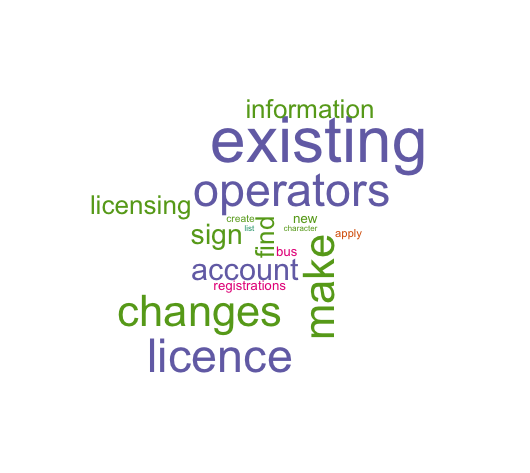 information
existing
operators
licensing
create
new
list
character
sign
find
apply
bus
make
account
registrations
changes
licence